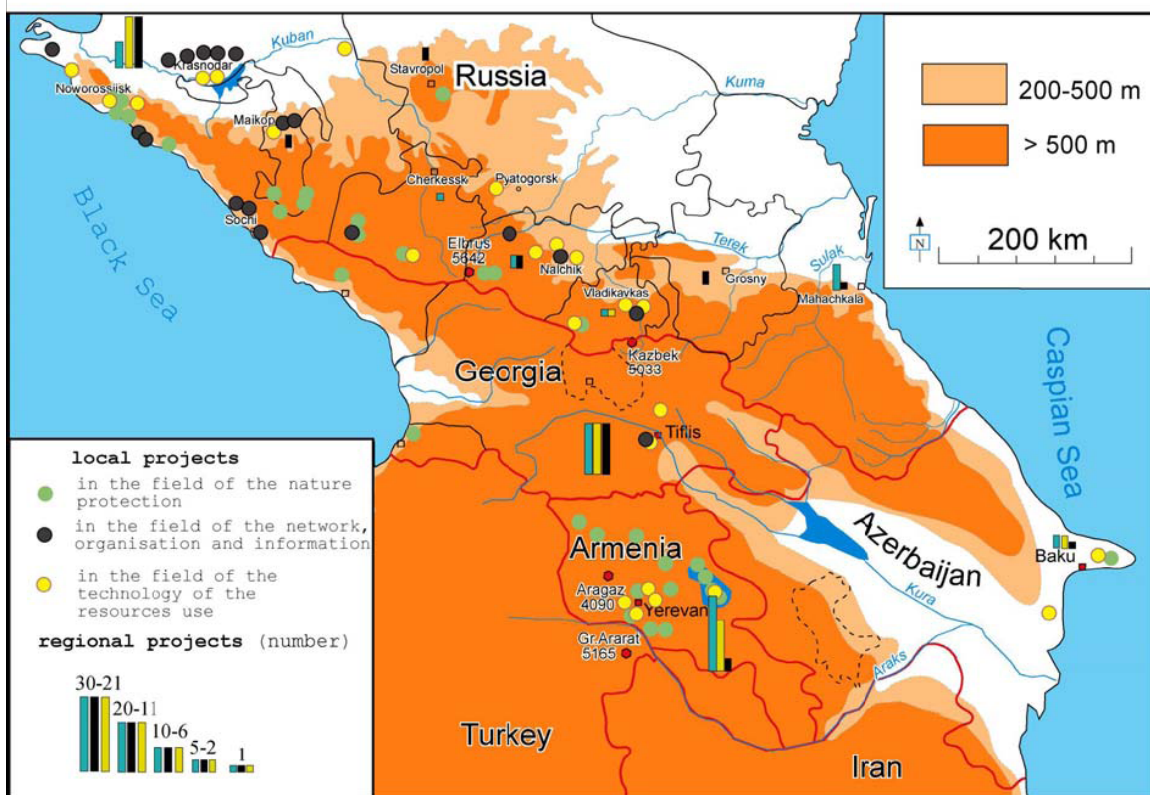 Kuban
Krasnodar
Noworossijsk
Maikop
Stavropol
Russia
Kuma
Cherkessk
Pyatogorsk
Black Sea
Sochi
Elbrus
5642
Nalchik
Terek
Grosny
Sulak
Mahachkala
Vladikavkas
Kazbek
5033
Georgia
Tiflis
Caspian Sea
Armenia
Aragaz
4090
Yerevan
Gr.Ararat
5165
Azerbaijan
Baku
Kura
Araks
Turkey
Iran
200-500 m
> 500 m
N
200 km
local projects
in the field of the nature
protection
in the field of the network,
organisation and information
in the field of the
technology of the
resources use
regional projects (number)
30-21
20-11
10-6
5-2
1